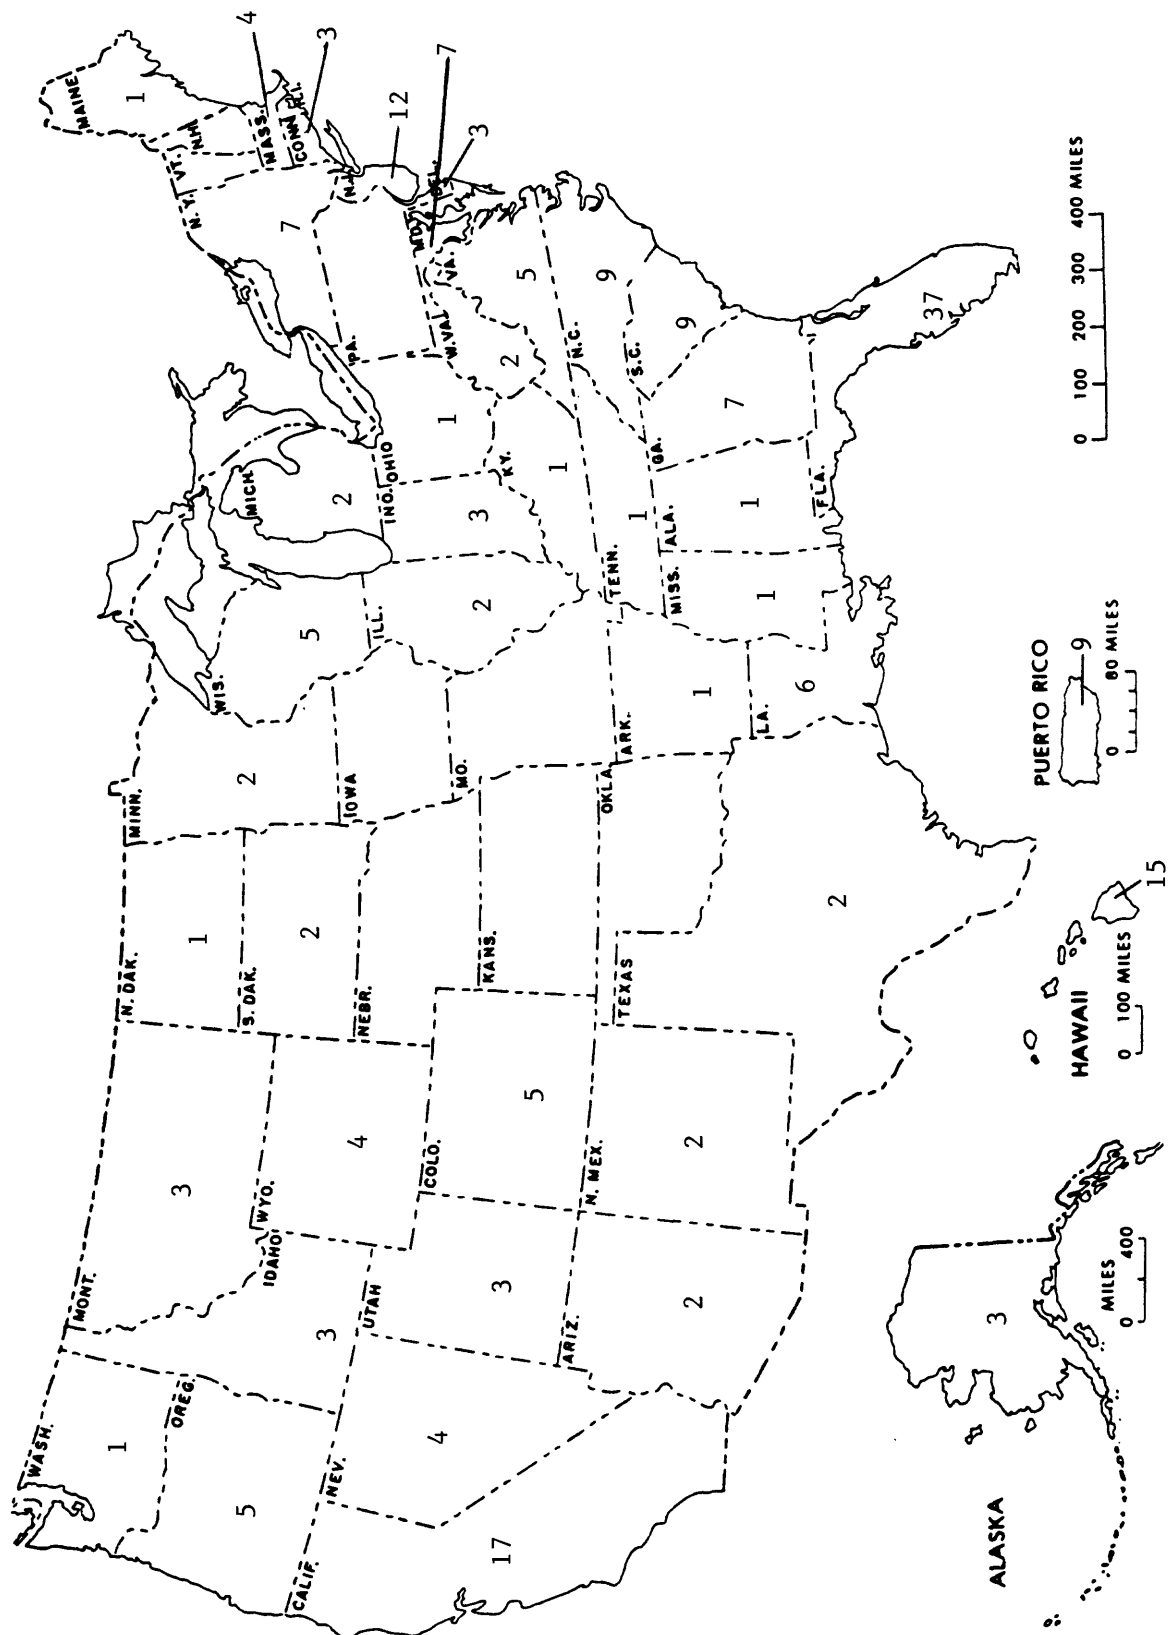 WASH.
1
OREG.
5
CALIF.
17
NEV.
4
IDAHO
3
MONT.
3
WYO.
4
UTAH
3
COLO.
5
ARIZ.
2
N. MEX.
2
N. DAK.
1
S. DAK.
2
NEBR.
KANS.
OKLA.
TEXAS
2
MINN.
2
IOWA
MO.
ARK.
1
LA.
6
WIS.
5
ILL.
2
MICH.
2
IND.
3
OHIO
1
KY.
1
TENN.
1
MISS.
1
ALA.
1
GA.
7
FLA.
37
S.C.
9
N.C.
9
VA.
5
W.VA.
2
PA.
N.Y.
7
VT.
N.H.
MAINE
1
MASS.
4
CONN.
R.I.
3
N.J.
12
DEL.
3
MD.
7
ALASKA
3
MILES
0 400
HAWAII
15
0 100 MILES
PUERTO RICO
9
0 80 MILES
0 100 200 300 400 MILES